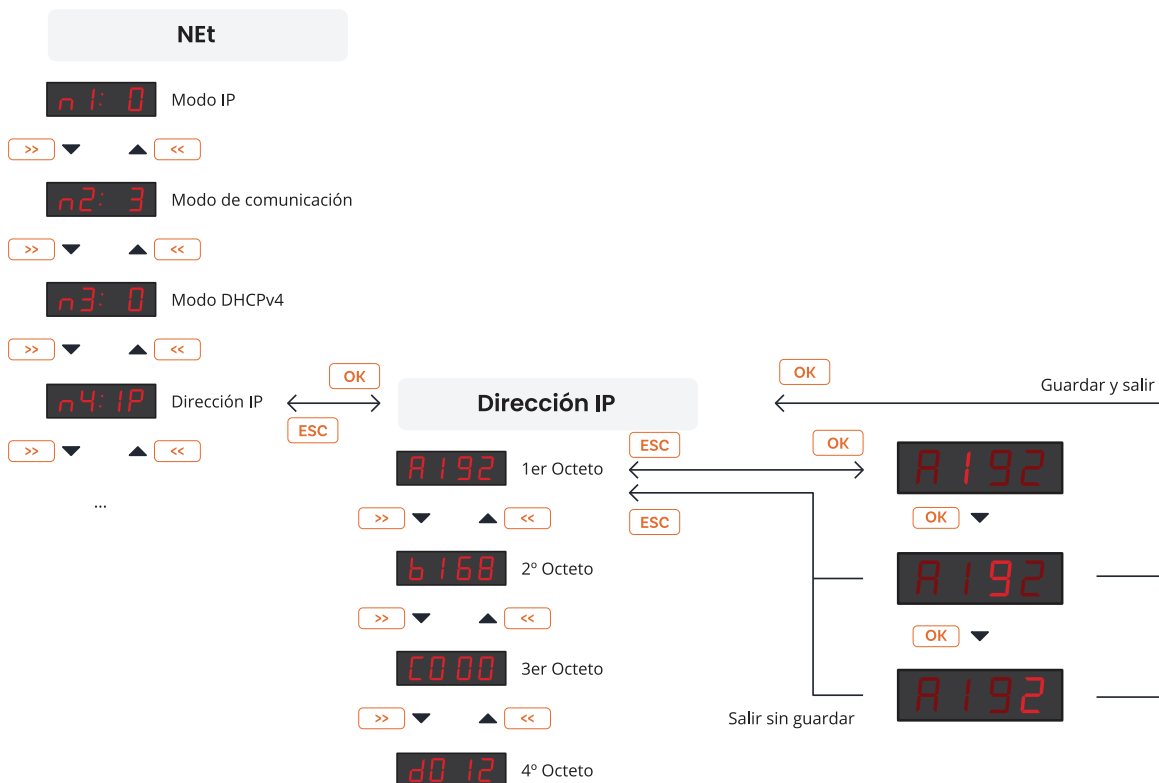 NEt
n1: 0 Modo IP
>> <<
n2: 3 Modo de comunicación
>> <<
n3: 0 Modo DHCPv4
>> <<
n4:IP Dirección IP
>> <<
...
OK
ESC
Dirección IP
A192 1er Octeto
>> <<
b168 2º Octeto
>> <<
C000 3er Octeto
>> <<
d012 4º Octeto
OK
Guardar y salir
ESC
OK
ESC
A192
OK
A192
OK
A192
Salir sin guardar